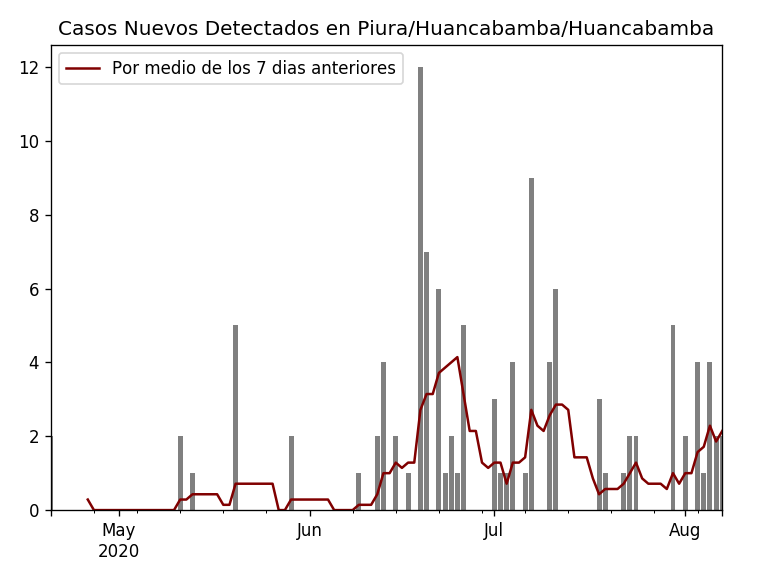 Casos Nuevos Detectados en Piura/Huancabamba/Huancabamba
Por medio de los 7 dias anteriores
12
10
8
6
4
2
0
May Jun Jul Aug
2020